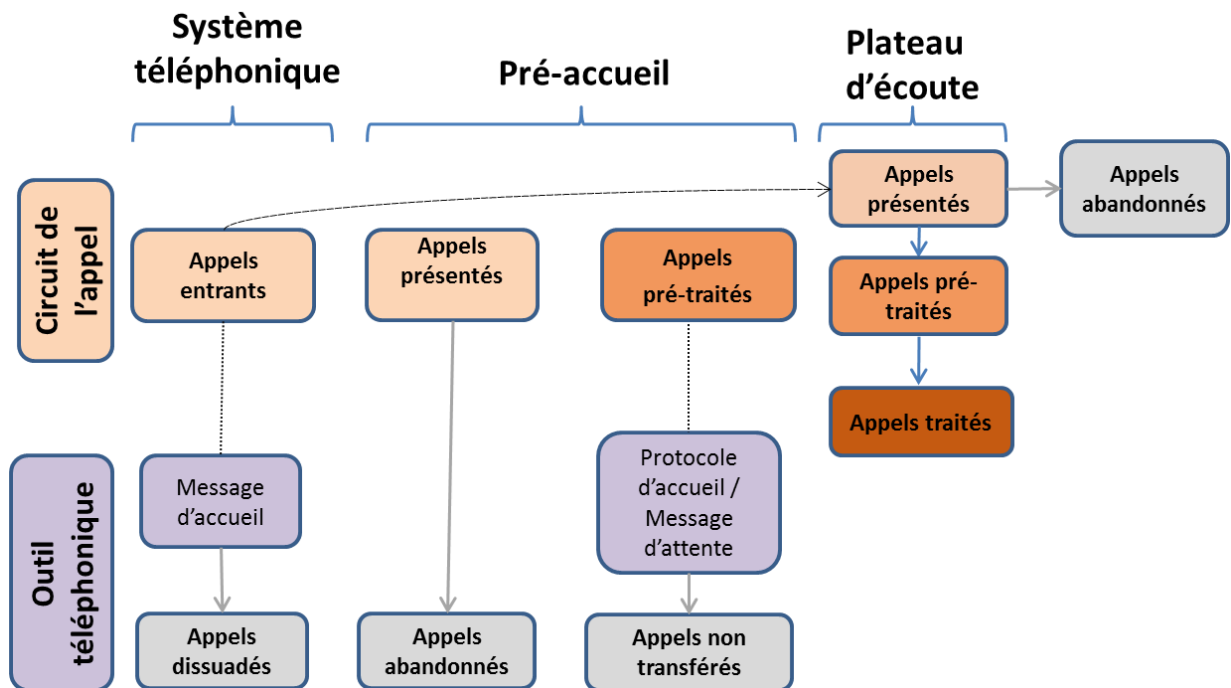 Système
téléphonique
Pré-accueil
Plateau
d'écoute
Circuit de
l'appel
Appels
entrants
Appels
présentés
Appels
pré-traités
Appels
présentés
Appels
abandonnés
Appels pré-
traités
Appels traités
Outil
téléphonique
Message
d'accueil
Protocole
d'accueil /
Message
d'attente
Appels
dissuadés
Appels
abandonnés
Appels non
transférés